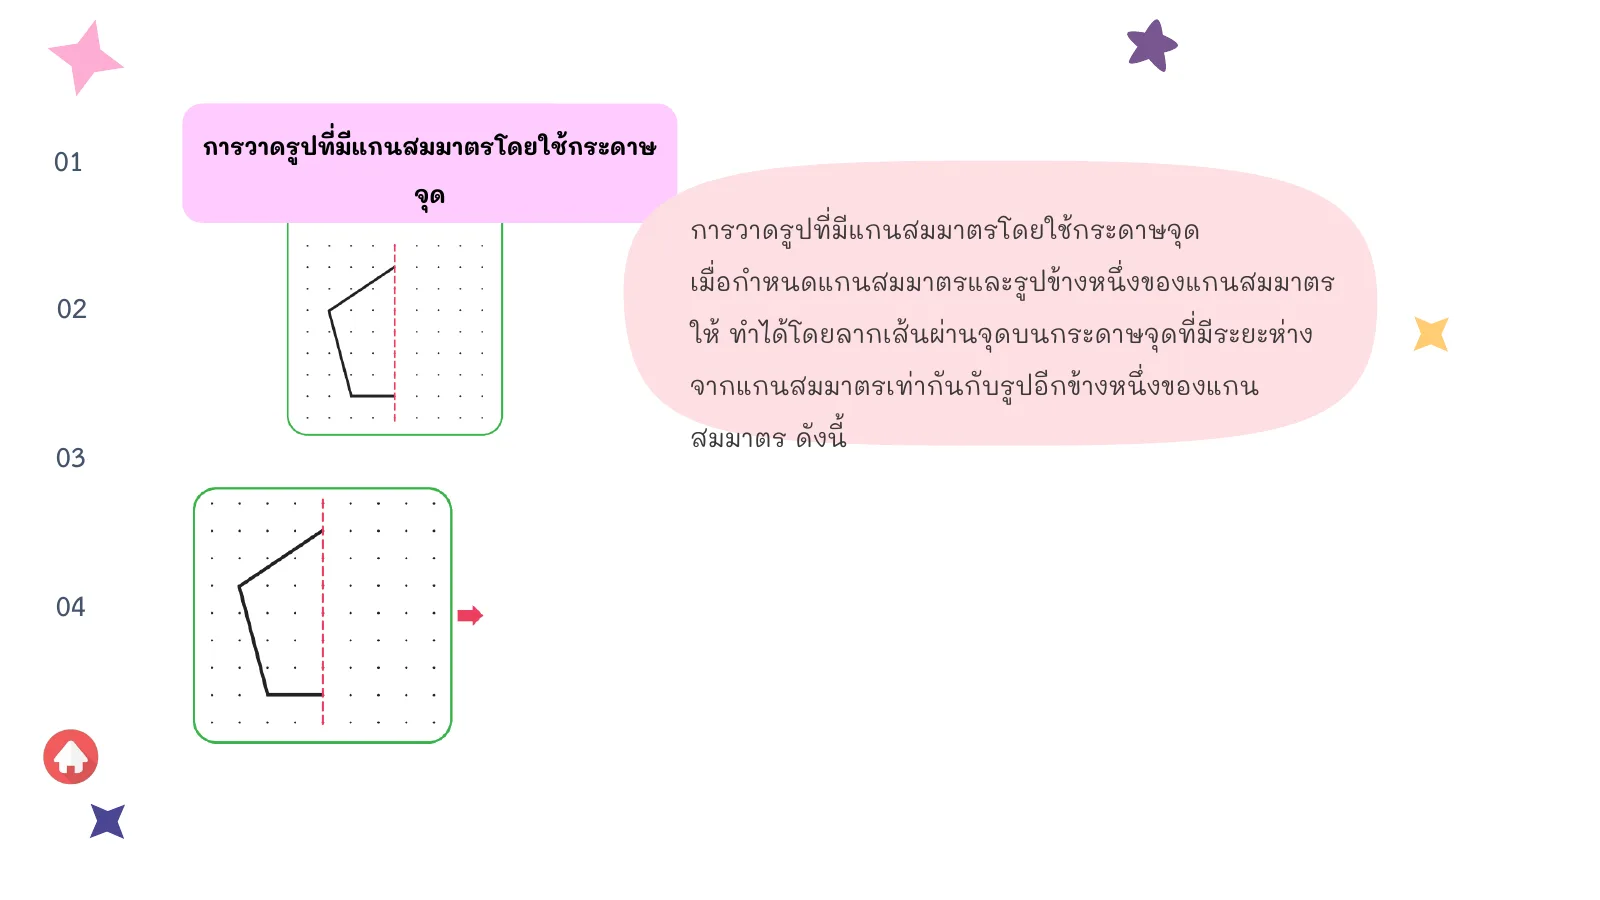 การวาดรูปที่มีแกนสมมาตรโดยใช้กระดาษ
จุด
01
02
03
04
การวาดรูปที่มีแกนสมมาตรโดยใช้กระดาษจุด
เมื่อกำหนดแกนสมมาตรและรูปข้างหนึ่งของแกนสมมาตร
ให้ ทำได้โดยลากเส้นผ่านจุดบนกระดาษจุดที่มีระยะห่าง
จากแกนสมมาตรเท่ากันกับรูปอีกข้างหนึ่งของแกน
สมมาตร ดังนี้